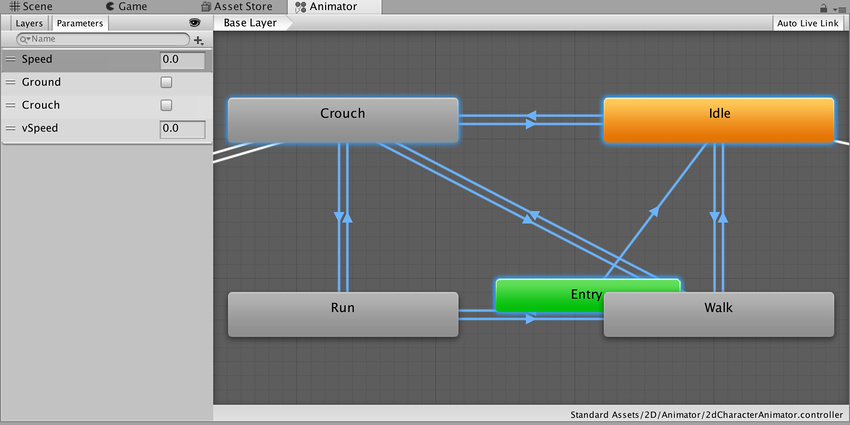 Scene Game Asset Store Animator
Layers Parameters Base Layer Auto Live Link
Name
Speed 0.0
Ground
Crouch
vSpeed 0.0
Crouch Idle
Entry
Run Walk
Standard Assets/2D/Animator/2dCharacterAnimator.controller